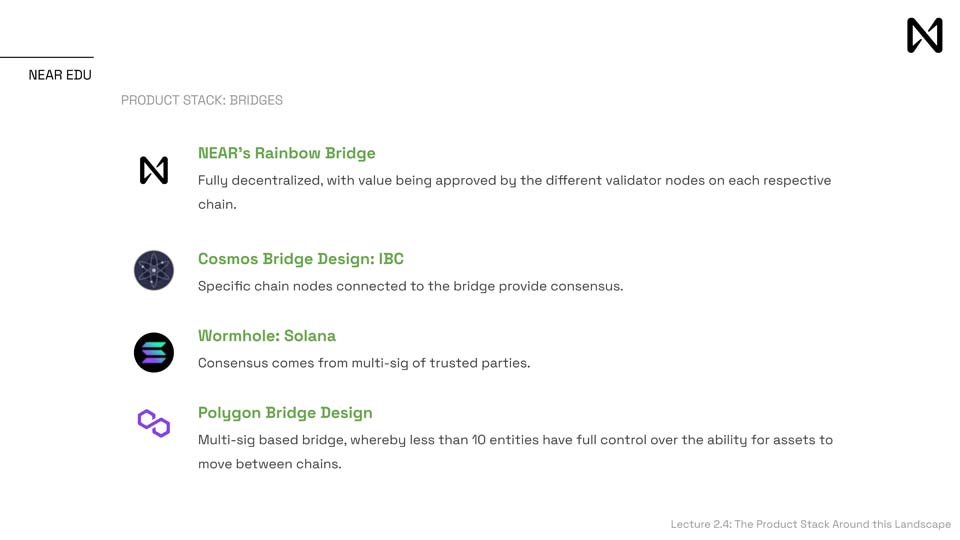 NEAR EDU
PRODUCT STACK: BRIDGES
NEAR's Rainbow Bridge
Fully decentralized, with value being approved by the different validator nodes on each respective
chain.
Cosmos Bridge Design: IBC
Specific chain nodes connected to the bridge provide consensus.
Wormhole: Solana
Consensus comes from multi-sig of trusted parties.
Polygon Bridge Design
Multi-sig based bridge, whereby less than 10 entities have full control over the ability for assets to
move between chains.
Lecture 2.4: The Product Stack Around this Landscape